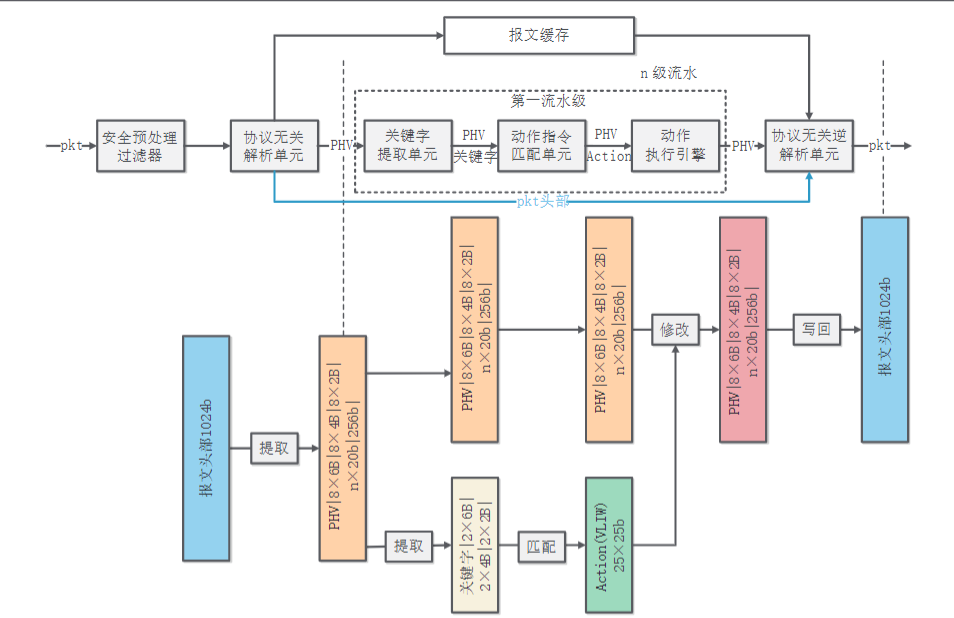 报文缓存
n 级流水
第一流水级
pkt
安全预处理
过滤器
协议无关
解析单元
PHV
关键字
提取单元
PHV
关键字
动作指令
匹配单元
PHV
Action
动作
执行引擎
PHV
协议无关逆
解析单元
pkt
pkt头部
报文头部1024b
提取
PHV|8×6B|8×4B|8×2B|
n×20b|256b|
PHV|8×6B|8×4B|8×2B|
n×20b|256b|
PHV|8×6B|8×4B|8×2B|
n×20b|256b|
修改
PHV|8×6B|8×4B|8×2B|
n×20b|256b|
写回
报文头部1024b
提取
关键字|2×6B|
2×4B|2×2B|
匹配
Action(VLIW)
25×25b